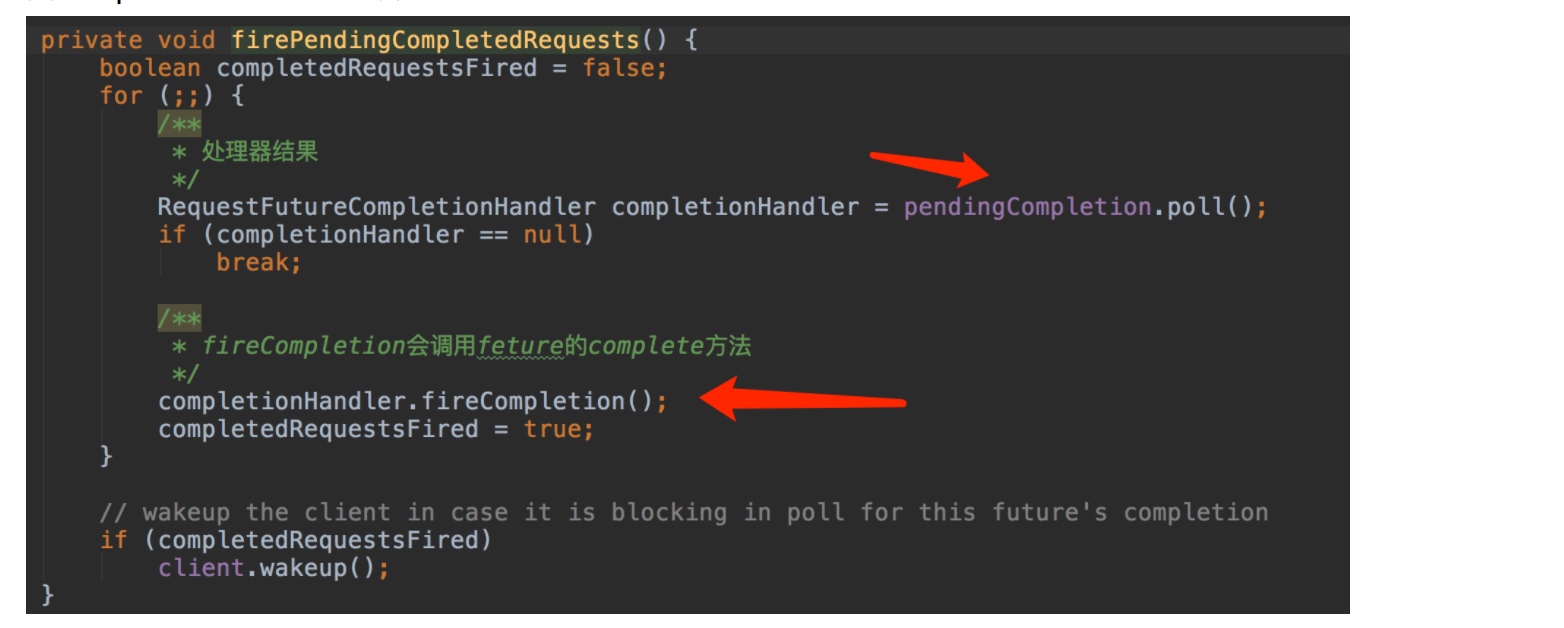 private void firePendingCompletedRequests() {
boolean completedRequestsFired = false;
for (;;) {
/**
* 处理器结果
*/
RequestFutureCompletionHandler completionHandler = pendingCompletion.poll();
if (completionHandler == null)
break;
/**
* fireCompletion会调用feture的complete方法
*/
completionHandler.fireCompletion();
completedRequestsFired = true;
}
// wakeup the client in case it is blocking in poll for this future's completion
if (completedRequestsFired)
client.wakeup();
}